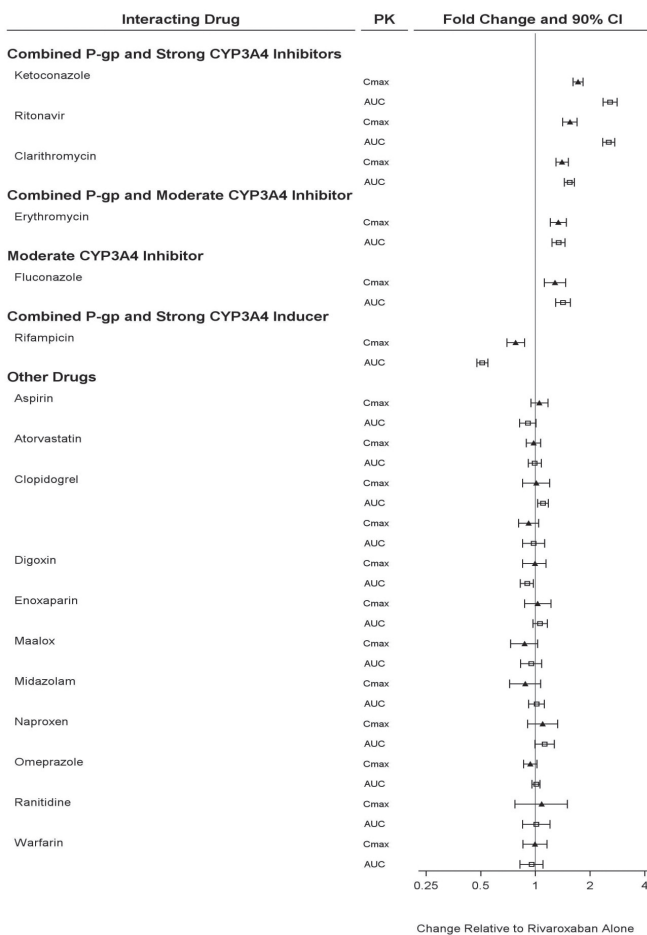 Interacting Drug PK Fold Change and 90% CI
Combined P-gp and Strong CYP3A4 Inhibitors
Ketoconazole Cmax
AUC
Ritonavir Cmax
AUC
Clarithromycin Cmax
AUC
Combined P-gp and Moderate CYP3A4 Inhibitor
Erythromycin Cmax
AUC
Moderate CYP3A4 Inhibitor
Fluconazole Cmax
AUC
Combined P-gp and Strong CYP3A4 Inducer
Rifampicin Cmax
AUC
Other Drugs
Aspirin Cmax
AUC
Atorvastatin Cmax
AUC
Clopidogrel Cmax
AUC
Cmax
AUC
Digoxin Cmax
AUC
Enoxaparin Cmax
AUC
Maalox Cmax
AUC
Midazolam Cmax
AUC
Naproxen Cmax
AUC
Omeprazole Cmax
AUC
Ranitidine Cmax
AUC
Warfarin Cmax
AUC
0.25 0.5 1 2 4
Change Relative to Rivaroxaban Alone